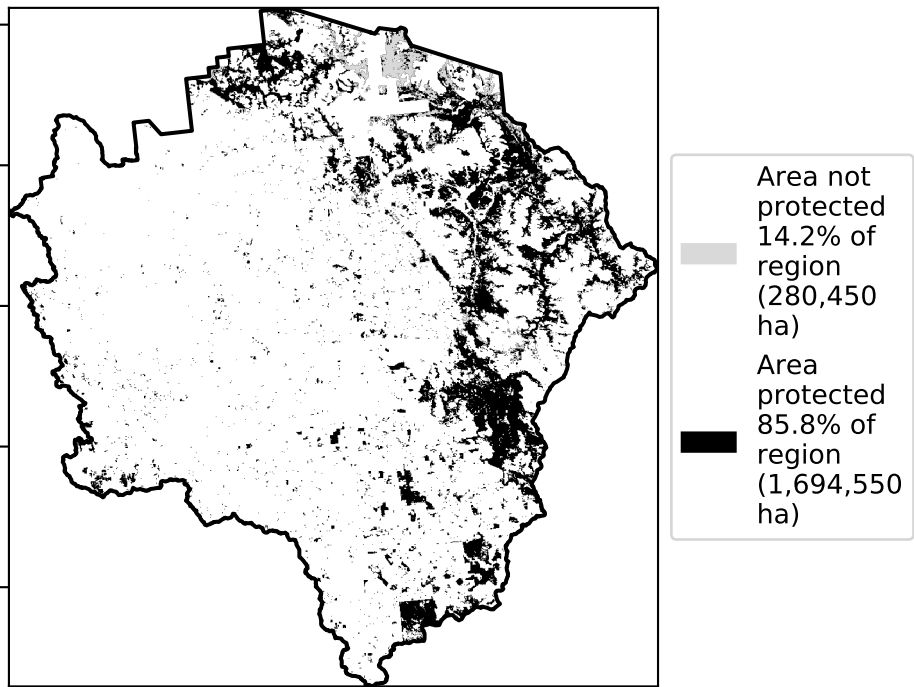 Area not
protected
14.2% of
region
(280,450
ha)
Area
protected
85.8% of
region
(1,694,550
ha)